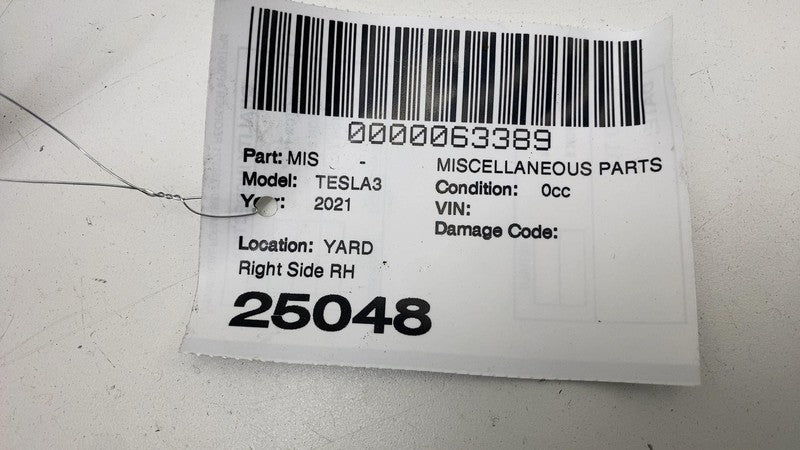 0000063389
Part: MIS - MISCELLANEOUS PARTS
Model: TESLA3 Condition: 0cc
Year: 2021 VIN:
Damage Code:
Location: YARD
Right Side RH
25048